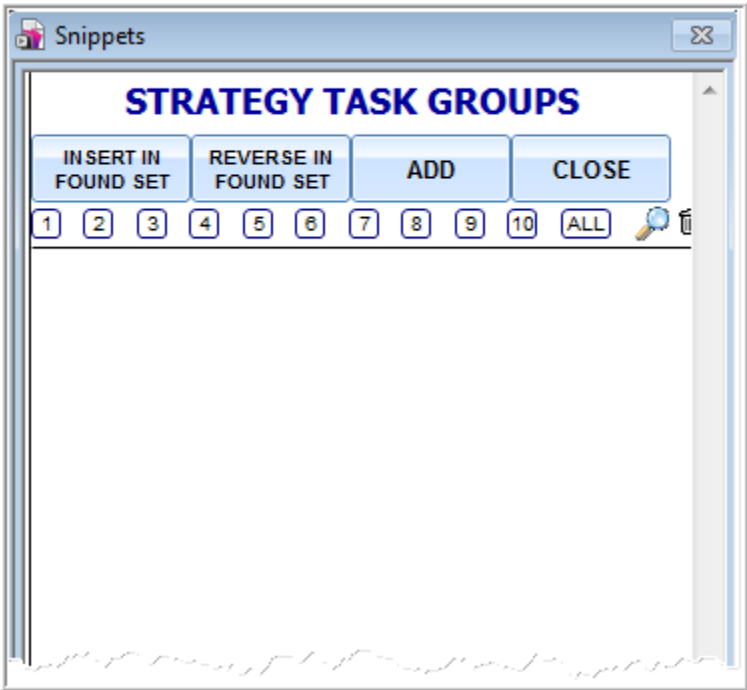 Snippets
STRATEGY TASK GROUPS
INSERT IN FOUND SET
REVERSE IN FOUND SET
ADD
CLOSE
1 2 3 4 5 6 7 8 9 10 ALL